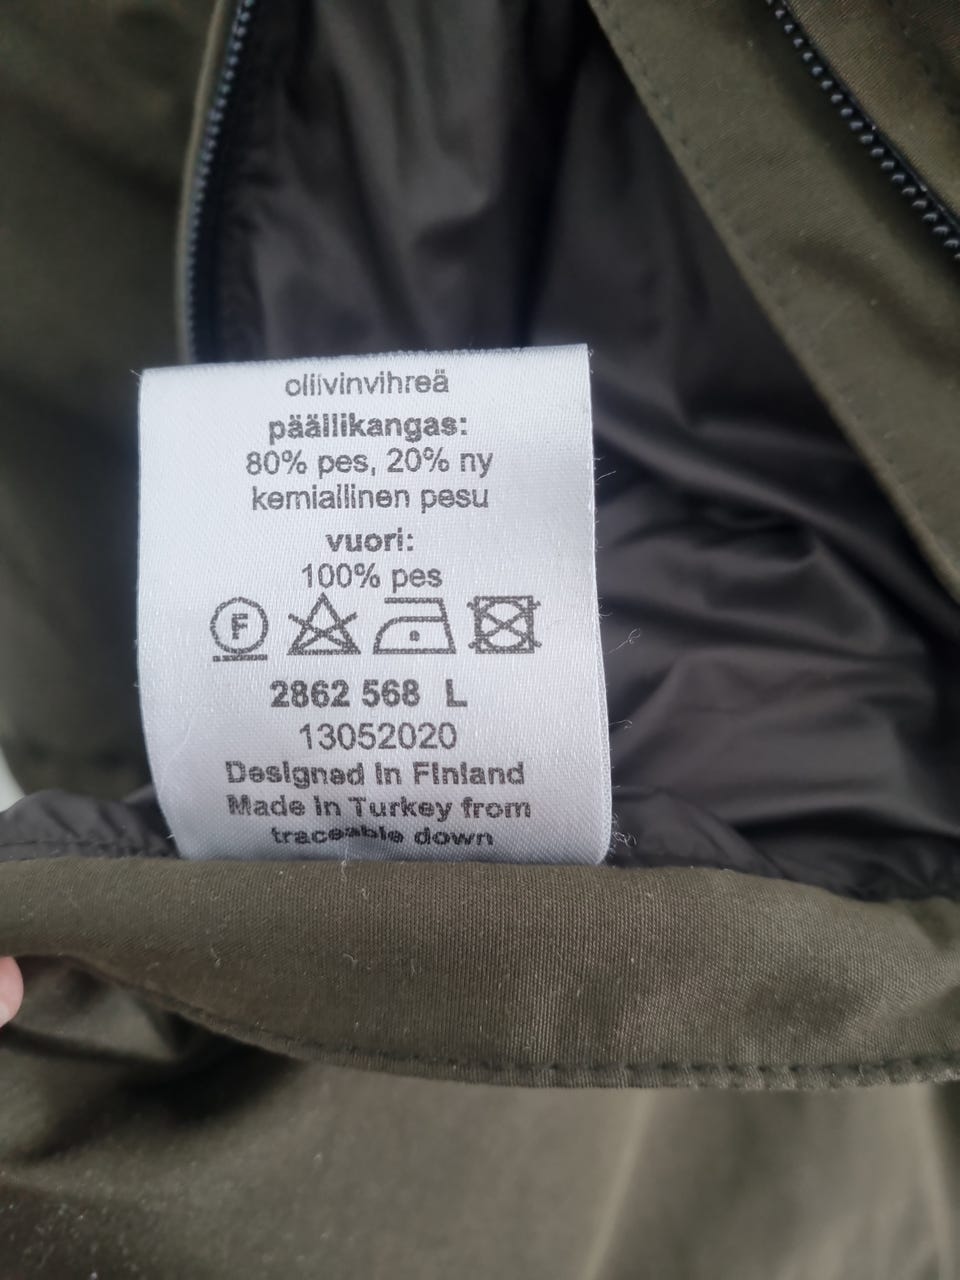 oliivinvihreä
päällikangas:
80% pes, 20% ny
kemiallinen pesu
vuori:
100% pes
F
2862 568 L
13052020
Designed in Finland
Made in Turkey from
traceable down